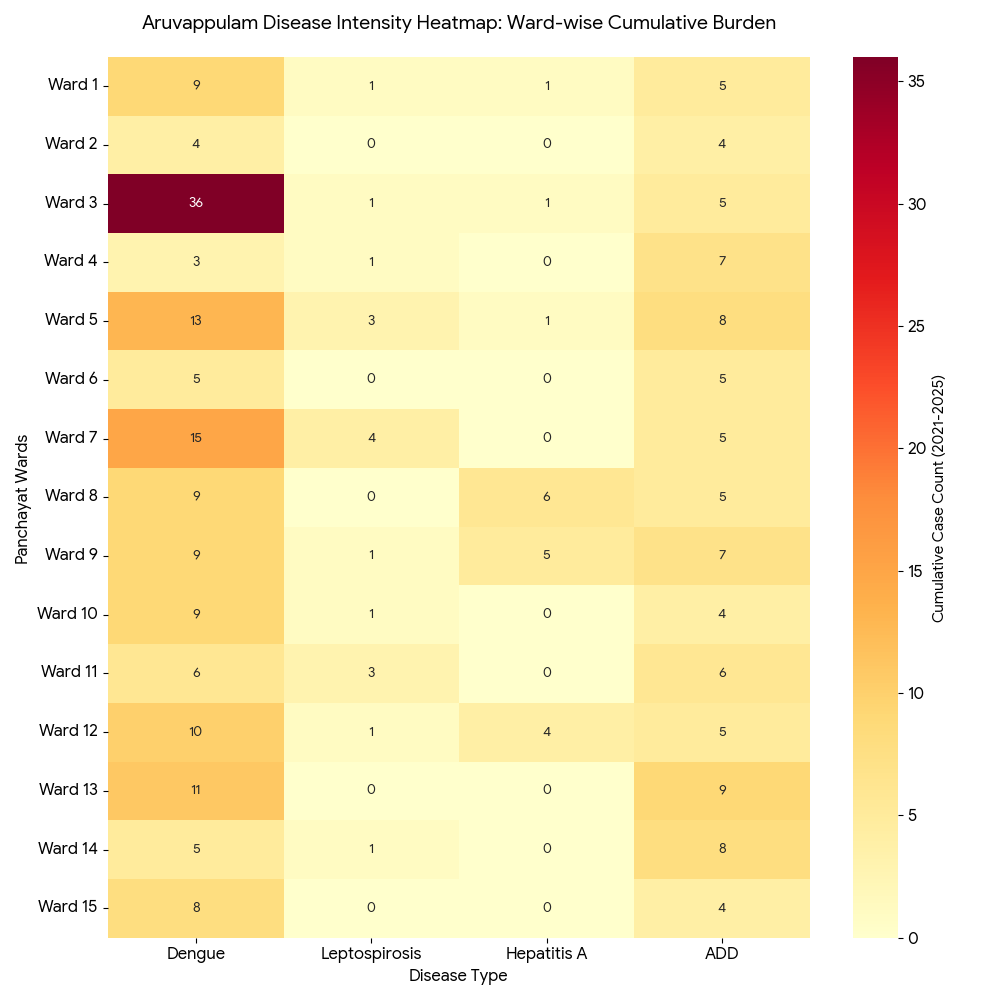 Aruvappulam Disease Intensity Heatmap: Ward-wise Cumulative Burden
Panchayat Wards
Ward 1 9 1 1 5
Ward 2 4 0 0 4
Ward 3 36 1 1 5
Ward 4 3 1 0 7
Ward 5 13 3 1 8
Ward 6 5 0 0 5
Ward 7 15 4 0 5
Ward 8 9 0 6 5
Ward 9 9 1 5 7
Ward 10 9 1 0 4
Ward 11 6 3 0 6
Ward 12 10 1 4 5
Ward 13 11 0 0 9
Ward 14 5 1 0 8
Ward 15 8 0 0 4
Dengue Leptospirosis Hepatitis A ADD
Disease Type
35
30
25
20
15
10
5
0
Cumulative Case Count (2021-2025)